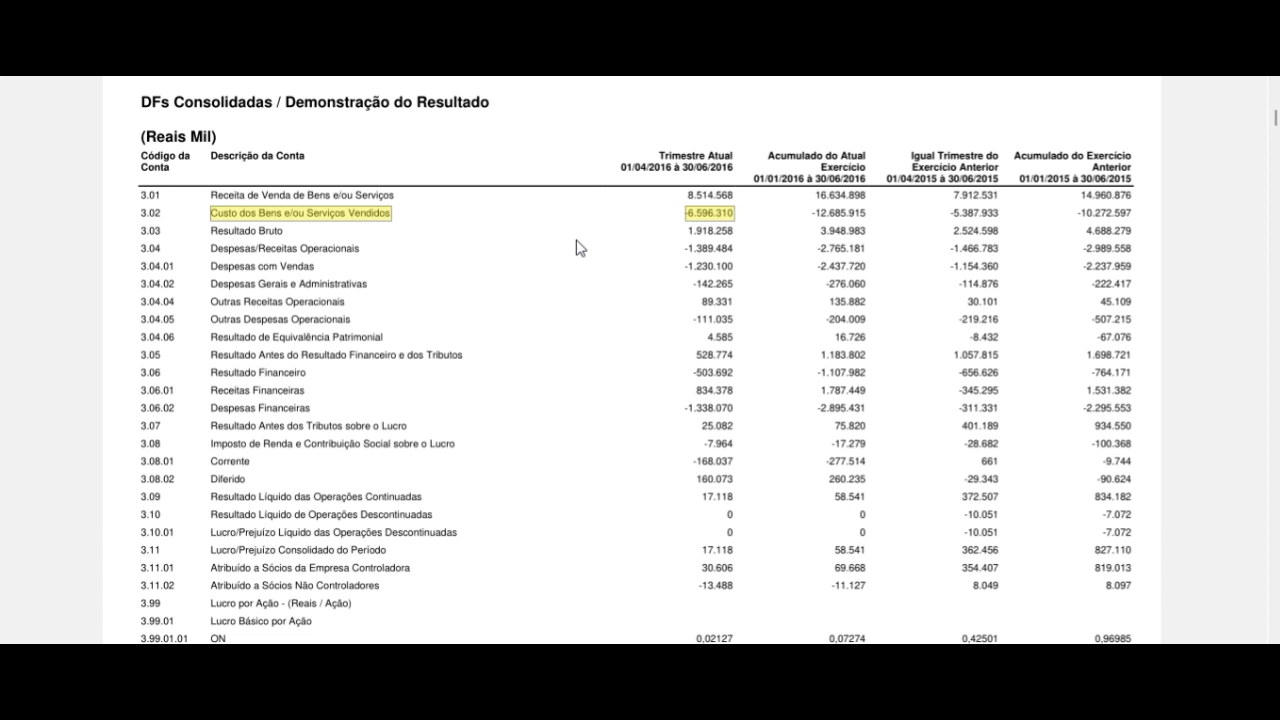 DFs Consolidadas / Demonstração do Resultado
(Reais Mil)
Código da Conta Descrição da Conta Trimestre Atual 01/04/2016 à 30/06/2016 Acumulado do Atual Exercício 01/01/2016 à 30/06/2016 Igual Trimestre do Exercício Anterior 01/04/2015 à 30/06/2015 Acumulado do Exercício Anterior 01/01/2015 à 30/06/2015
3.01 Receita de Venda de Bens e/ou Serviços 8.514.568 16.634.898 7.912.531 14.960.876
3.02 Custo dos Bens e/ou Serviços Vendidos -6.596.310 -12.685.915 -5.387.933 -10.272.597
3.03 Resultado Bruto 1.918.258 3.948.983 2.524.598 4.688.279
3.04 Despesas/Receitas Operacionais -1.389.484 -2.765.181 -1.466.783 -2.989.558
3.04.01 Despesas com Vendas -1.230.100 -2.437.720 -1.154.360 -2.237.959
3.04.02 Despesas Gerais e Administrativas -142.265 -276.060 -114.876 -222.417
3.04.04 Outras Receitas Operacionais 89.331 135.882 30.101 45.109
3.04.05 Outras Despesas Operacionais -111.035 -204.009 -219.216 -507.215
3.04.06 Resultado de Equivalência Patrimonial 4.585 16.726 -8.432 -67.076
3.05 Resultado Antes do Resultado Financeiro e dos Tributos 528.774 1.183.802 1.057.815 1.698.721
3.06 Resultado Financeiro -503.692 -1.107.982 -656.626 -764.171
3.06.01 Receitas Financeiras 834.378 1.787.449 -345.295 1.531.382
3.06.02 Despesas Financeiras -1.338.070 -2.895.431 -311.331 -2.295.553
3.07 Resultado Antes dos Tributos sobre o Lucro 25.082 75.820 401.189 934.550
3.08 Imposto de Renda e Contribuição Social sobre o Lucro -7.964 -17.279 -28.682 -100.368
3.08.01 Corrente -168.037 -277.514 661 -9.744
3.08.02 Diferido 160.073 260.235 -29.343 -90.624
3.09 Resultado Líquido das Operações Continuadas 17.118 58.541 372.507 834.182
3.10 Resultado Líquido de Operações Descontinuadas 0 0 -10.051 -7.072
3.10.01 Lucro/Prejuízo Líquido das Operações Descontinuadas 0 0 -10.051 -7.072
3.11 Lucro/Prejuízo Consolidado do Período 17.118 58.541 362.456 827.110
3.11.01 Atribuído a Sócios da Empresa Controladora 30.606 69.668 354.407 819.013
3.11.02 Atribuído a Sócios Não Controladores -13.488 -11.127 8.049 8.097
3.99 Lucro por Ação - (Reais / Ação)
3.99.01 Lucro Básico por Ação
3.99.01.01 ON 0,02127 0,07274 0,42501 0,96985